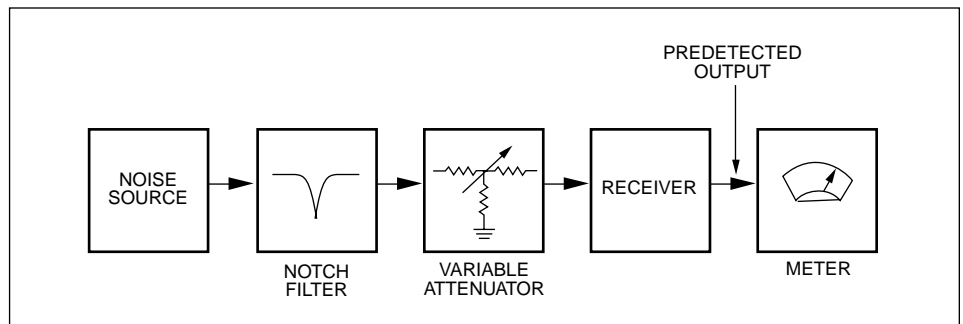 PREDETECTED
OUTPUT
NOISE
SOURCE
RECEIVER
NOTCH
FILTER
VARIABLE
ATTENUATOR
METER